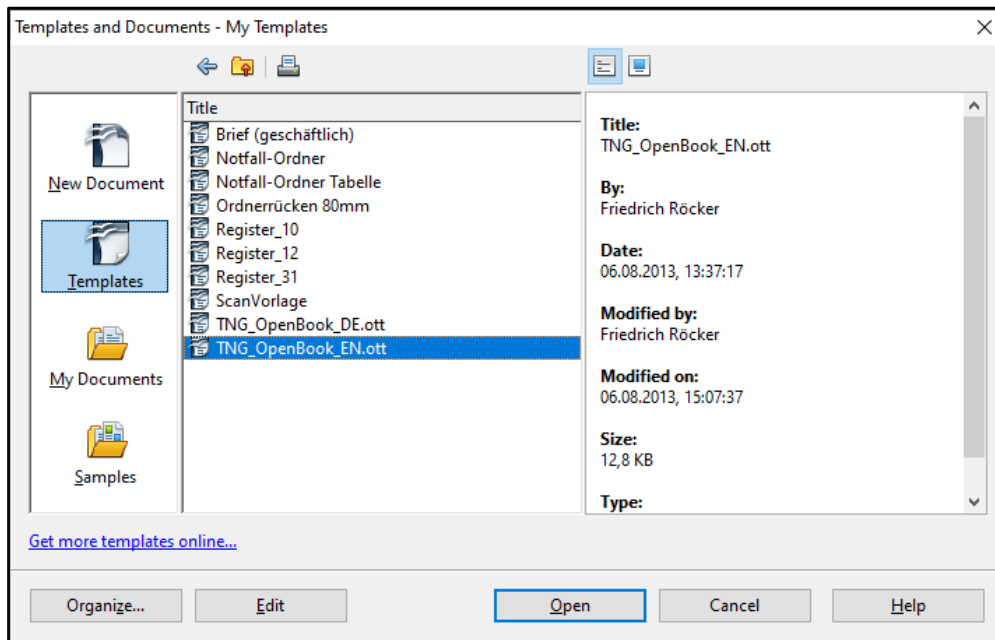 Templates and Documents - My Templates
New Document
Templates
My Documents
Samples
Title
Brief (geschäftlich)
Notfall-Ordner
Notfall-Ordner Tabelle
Ordnerrücken 80mm
Register_10
Register_12
Register_31
ScanVorlage
TNG_OpenBook_DE.ott
TNG_OpenBook_EN.ott
Title:
TNG_OpenBook_EN.ott
By:
Friedrich Röcker
Date:
06.08.2013, 13:37:17
Modified by:
Friedrich Röcker
Modified on:
06.08.2013, 15:07:37
Size:
12,8 KB
Type:
Get more templates online...
Organize...
Edit
Open
Cancel
Help